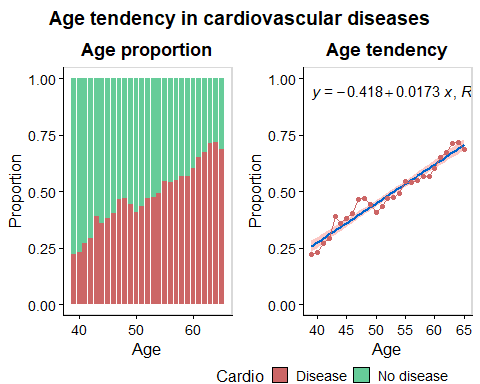 Age tendency in cardiovascular diseases
Age proportion
1.00
0.75
0.50
0.25
0.00
Proportion
40
50
60
Age
Age tendency
y = −0.418+0.0173 x, R
1.00
0.75
0.50
0.25
0.00
Proportion
40
45
50
55
60
65
Age
Cardio Disease No disease